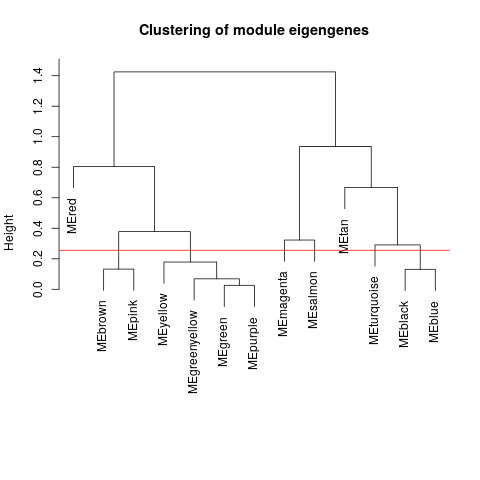 Clustering of module eigengenes
Height
1.4
1.2
1.0
0.8
0.6
0.4
0.2
0.0
MEred
MEbrown
MEpink
MEyellow
MEgreenyellow
MEgreen
MEpurple
MEmagenta
MEsalmon
MEtan
MEturquoise
MEblack
MEblue